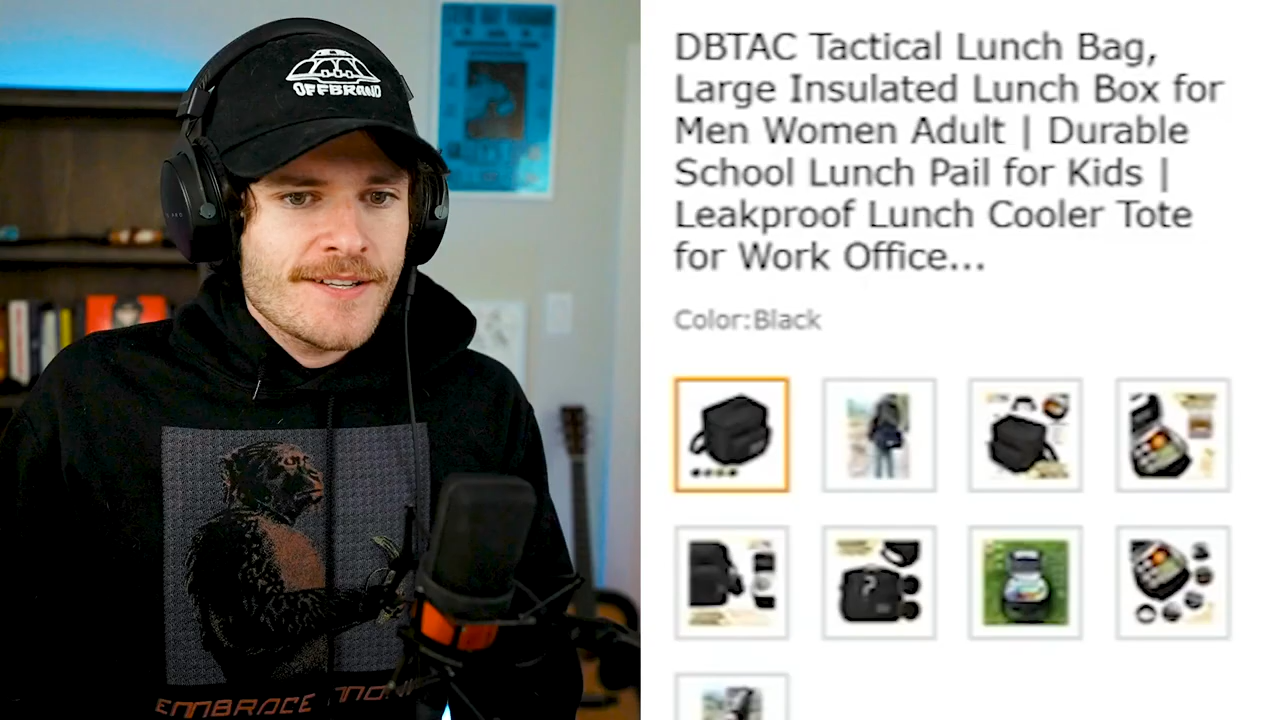 OFFBRAND
EMBRACE
DBTAC Tactical Lunch Bag,
Large Insulated Lunch Box for
Men Women Adult | Durable
School Lunch Pail for Kids |
Leakproof Lunch Cooler Tote
for Work Office...
Color:Black